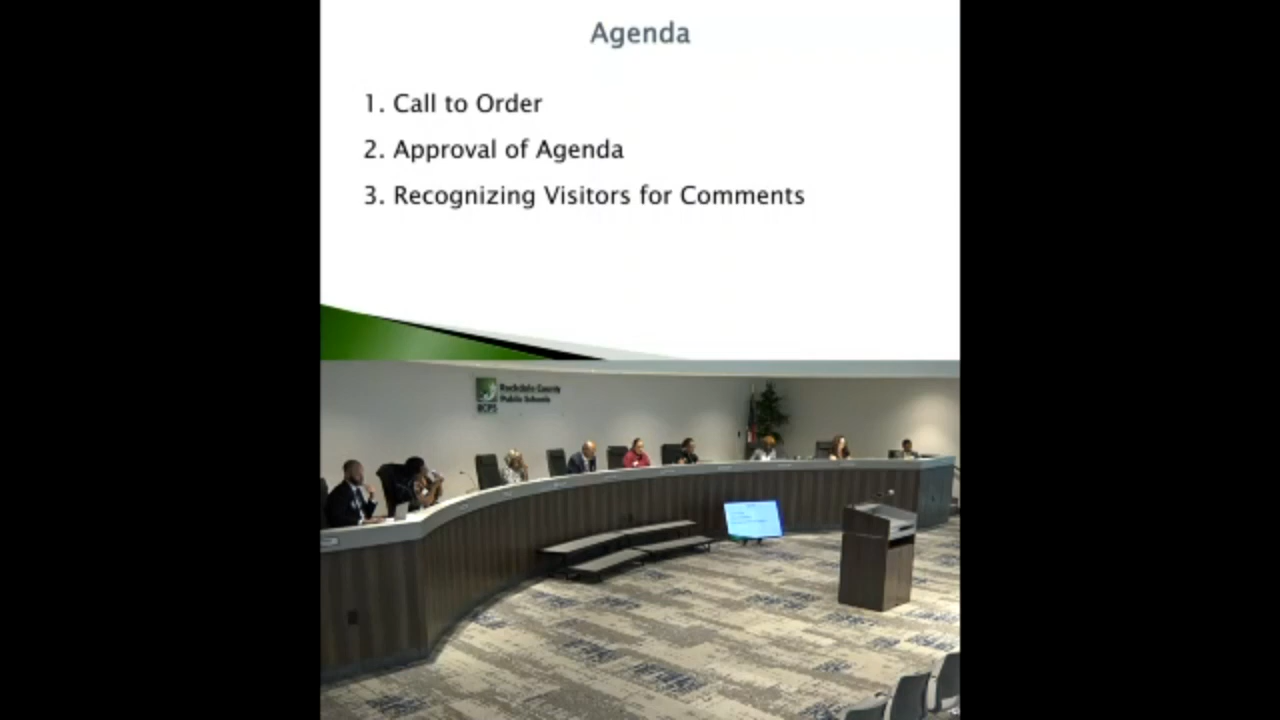 Agenda
1. Call to Order
2. Approval of Agenda
3. Recognizing Visitors for Comments
Rockdale County
Public Schools
RCPS